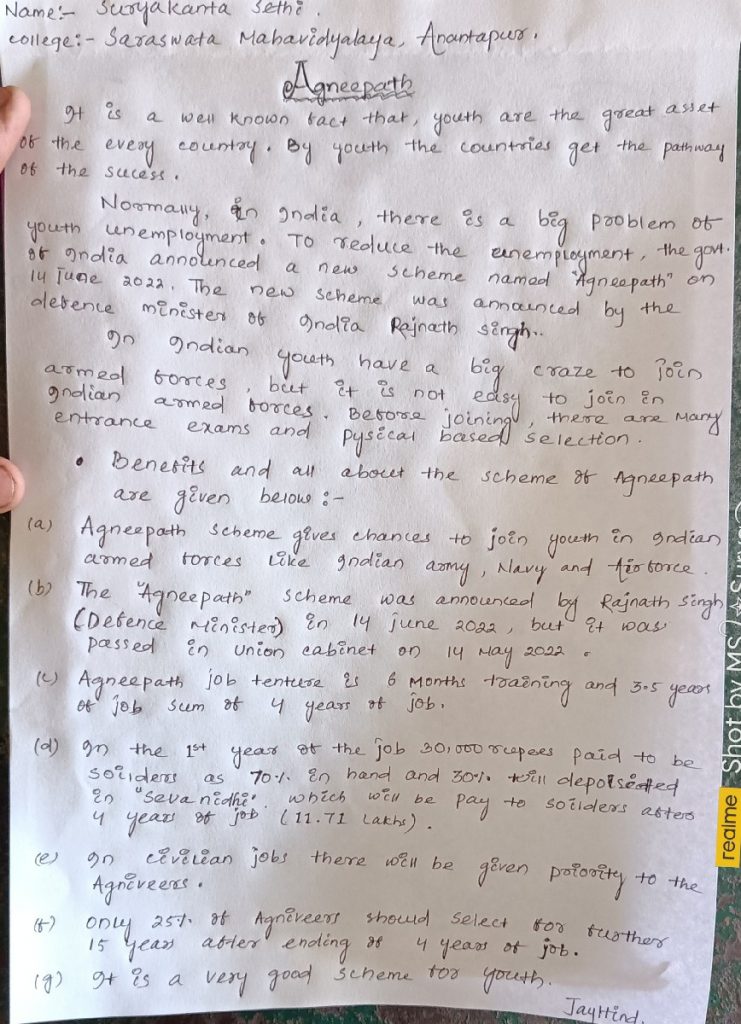 Name:- Suryakanta Sethi.
college:- Saraswata Mahavidyalaya, Anantapur.
Agneepath
It is a well known fact that, youth are the great asset
of the every country. By youth the countries get the pathway
of the sucess.
Normally, in India, there is a big problem of
youth unemployment. To reduce the unemployment, the govt.
of India announced a new scheme named "Agneepath" on
14 June 2022. The new scheme was announced by the
defence minister of India Rajnath Singh..
In Indian youth have a big craze to join
armed forces, but it is not easy to join in
Indian armed forces. Before joining, there are many
entrance exams and pysical based selection.
• Benefits and all about the scheme of Agneepath
are given below :-
(a) Agneepath scheme gives chances to join youth in Indian
armed forces like Indian army, Navy and Airforce.
(b) The "Agneepath" scheme was announced by Rajnath Singh
(Defence Minister) in 14 june 2022, but it was
passed in Union cabinet on 14 May 2022.
(c) Agneepath job tenture is 6 Months training and 3.5 years
of job sum of 4 years of job.
(d) In the 1st year of the job 30,000 rupees paid to be
soilders as 70% in hand and 30% will depoisited
in "Seva nidhi". which will be pay to soilders after
4 years of job (11.71 Lakhs).
(e) In civilian jobs there will be given priority to the
Agniveers.
(f) Only 25% of Agniveers should select for further
15 years after ending of 4 years of job.
(g) It is a very good scheme for youth.
Jay Hind.
realme Shot by MS